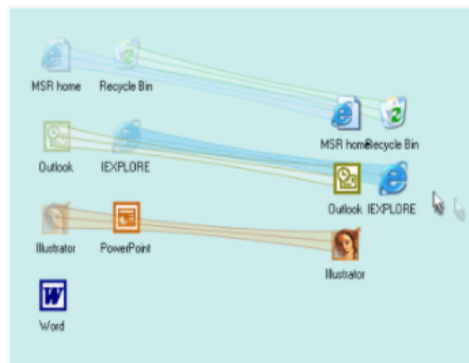 MSR home Recycle Bin
MSR home Recycle Bin
Outlook IEXPLORE
Outlook IEXPLORE
Illustrator PowerPoint
Illustrator
Word